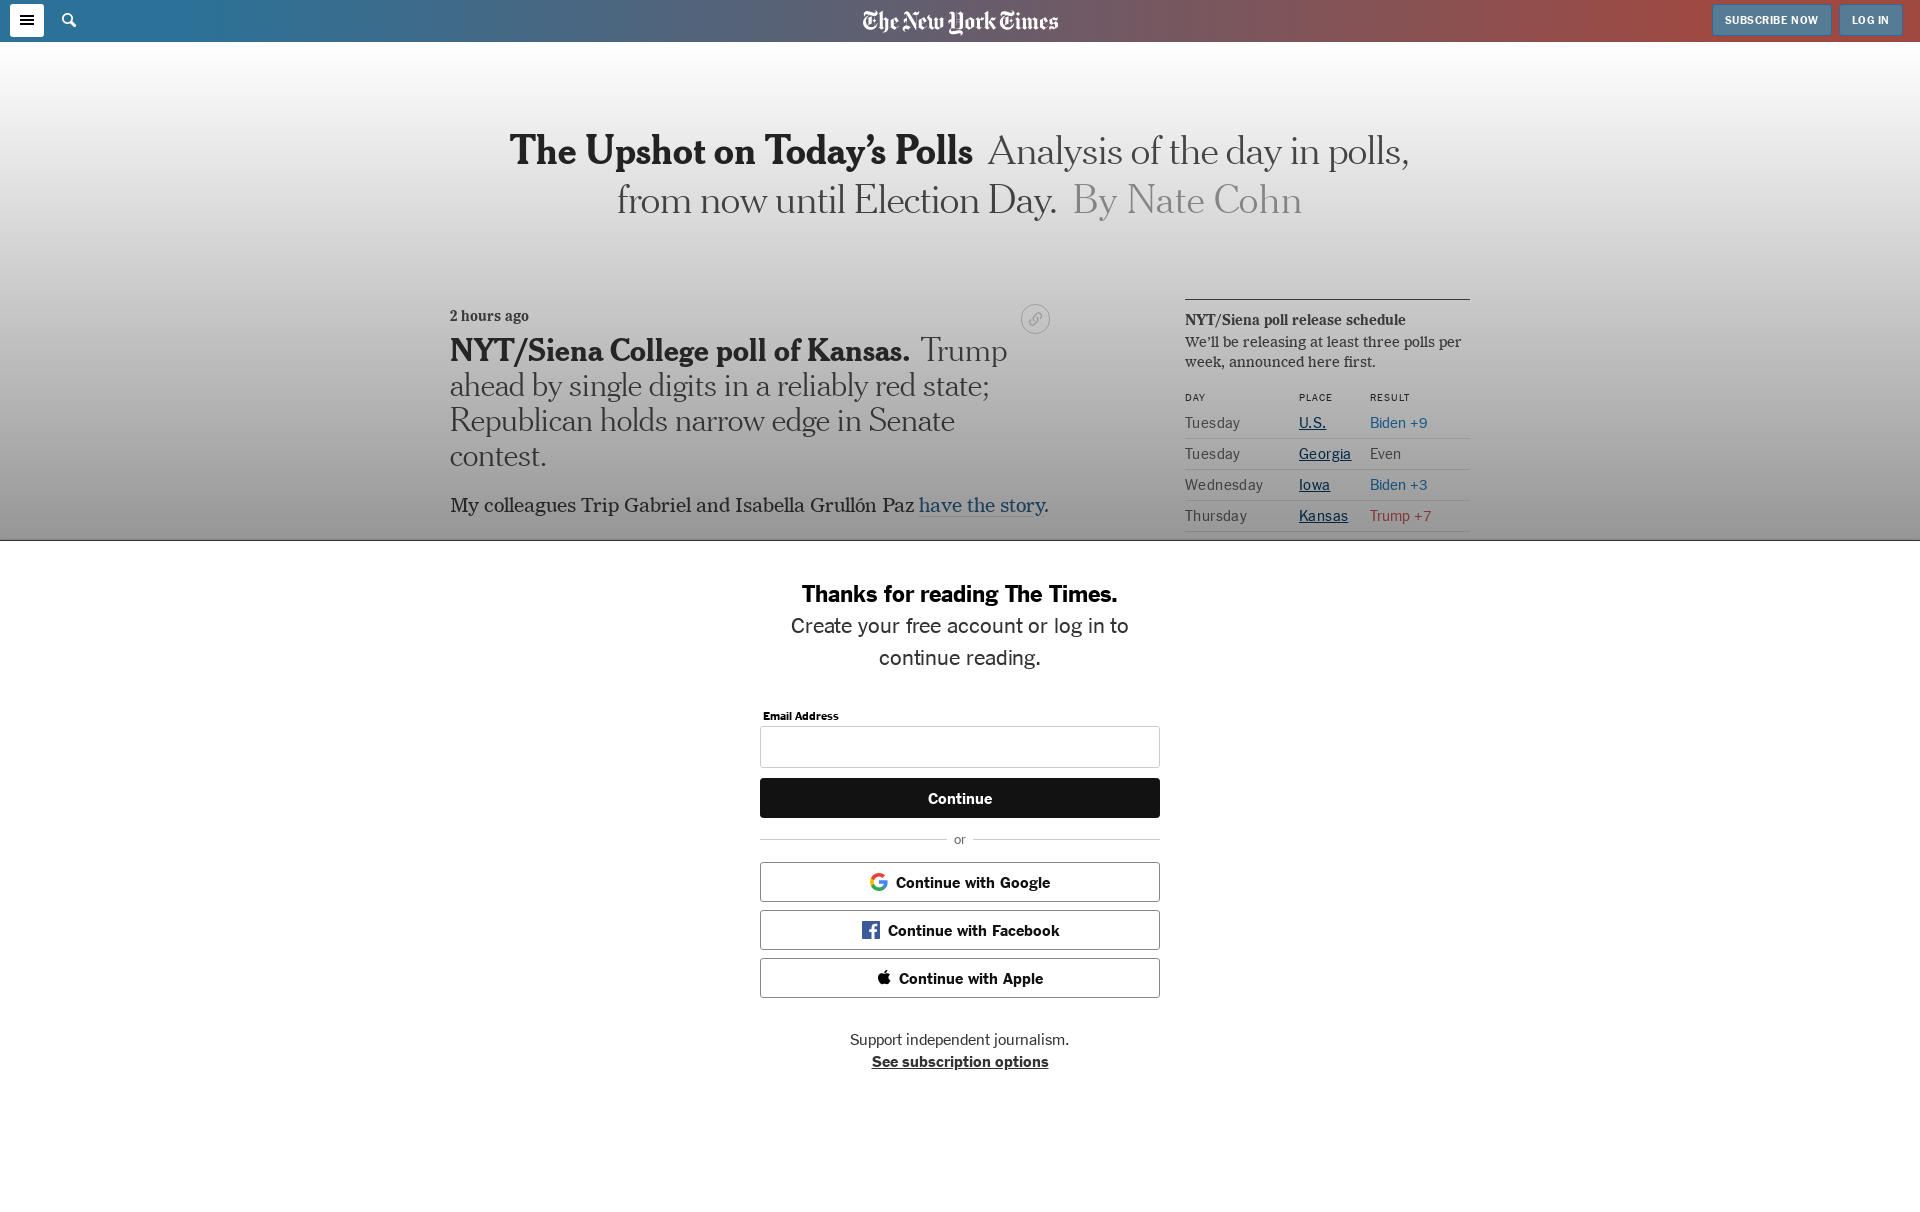 The New York Times
SUBSCRIBE NOW
LOG IN
The Upshot on Today’s Polls Analysis of the day in polls,
from now until Election Day. By Nate Cohn
2 hours ago
NYT/Siena College poll of Kansas. Trump
ahead by single digits in a reliably red state;
Republican holds narrow edge in Senate
contest.
My colleagues Trip Gabriel and Isabella Grullón Paz have the story.
NYT/Siena poll release schedule
We’ll be releasing at least three polls per
week, announced here first.
DAY PLACE RESULT
Tuesday U.S. Biden +9
Tuesday Georgia Even
Wednesday Iowa Biden +3
Thursday Kansas Trump +7
Thanks for reading The Times.
Create your free account or log in to
continue reading.
Email Address
Continue
or
Continue with Google
Continue with Facebook
Continue with Apple
Support independent journalism.
See subscription options